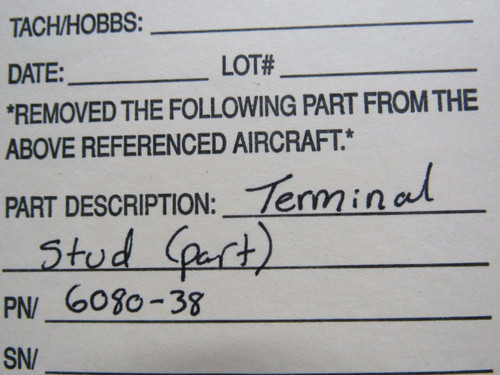 TACH/HOBBS:
DATE: LOT#
*REMOVED THE FOLLOWING PART FROM THE
ABOVE REFERENCED AIRCRAFT.*
PART DESCRIPTION: Terminal
Stud (part)
PN/ 6080-38
SN/